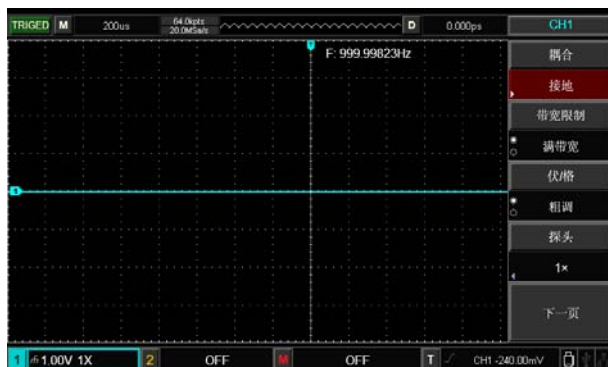 TRIGED M 200us 64.0kpts 20.0MSa/s D 0.000ps CH1
T
F: 999.99823Hz
耦合
接地
带宽限制
满带宽
伏/格
1
粗调
探头
1×
下一页
1 1.00V 1X 2 OFF M OFF T CH1 -240.00mV